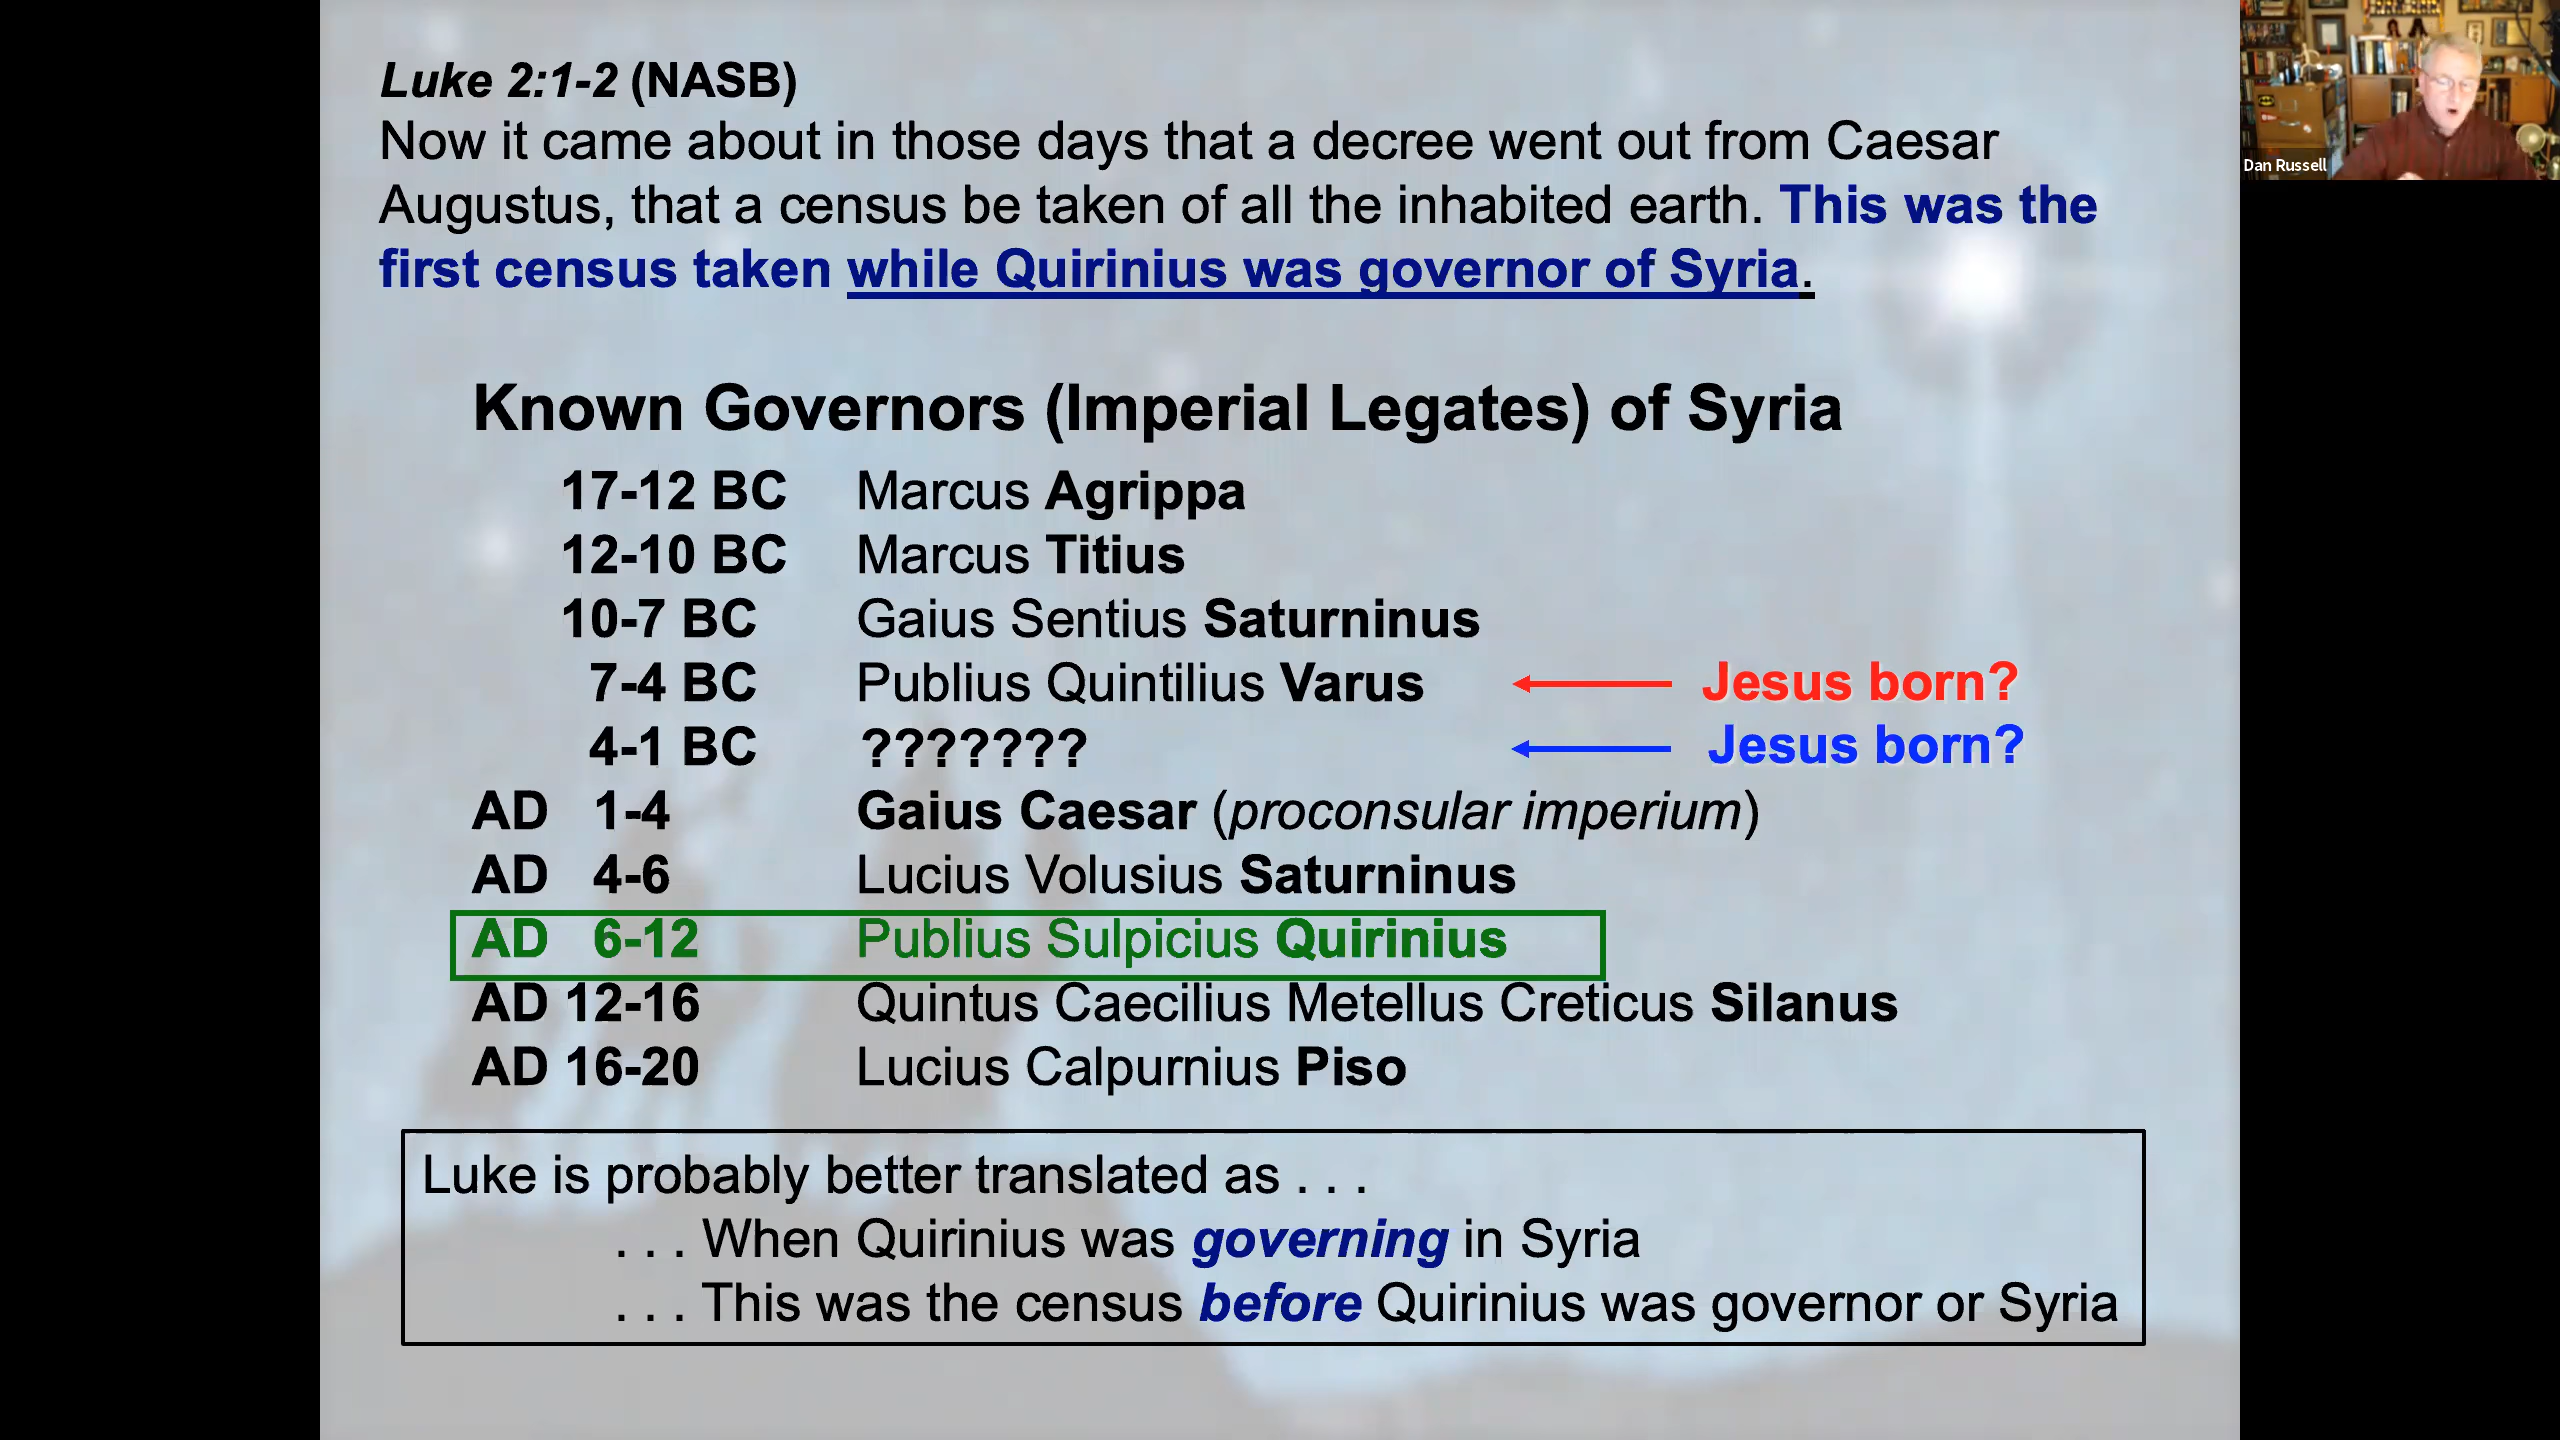 Luke 2:1-2 (NASB)
Now it came about in those days that a decree went out from Caesar
Augustus, that a census be taken of all the inhabited earth. This was the
first census taken while Quirinius was governor of Syria.
Known Governors (Imperial Legates) of Syria
17-12 BC Marcus Agrippa
12-10 BC Marcus Titius
10-7 BC Gaius Sentius Saturninus
7-4 BC Publius Quintilius Varus Jesus born?
4-1 BC ??????? Jesus born?
AD 1-4 Gaius Caesar (proconsular imperium)
AD 4-6 Lucius Volusius Saturninus
AD 6-12 Publius Sulpicius Quirinius
AD 12-16 Quintus Caecilius Metellus Creticus Silanus
AD 16-20 Lucius Calpurnius Piso
Luke is probably better translated as . . .
. . . When Quirinius was governing in Syria
. . . This was the census before Quirinius was governor or Syria
Dan Russell